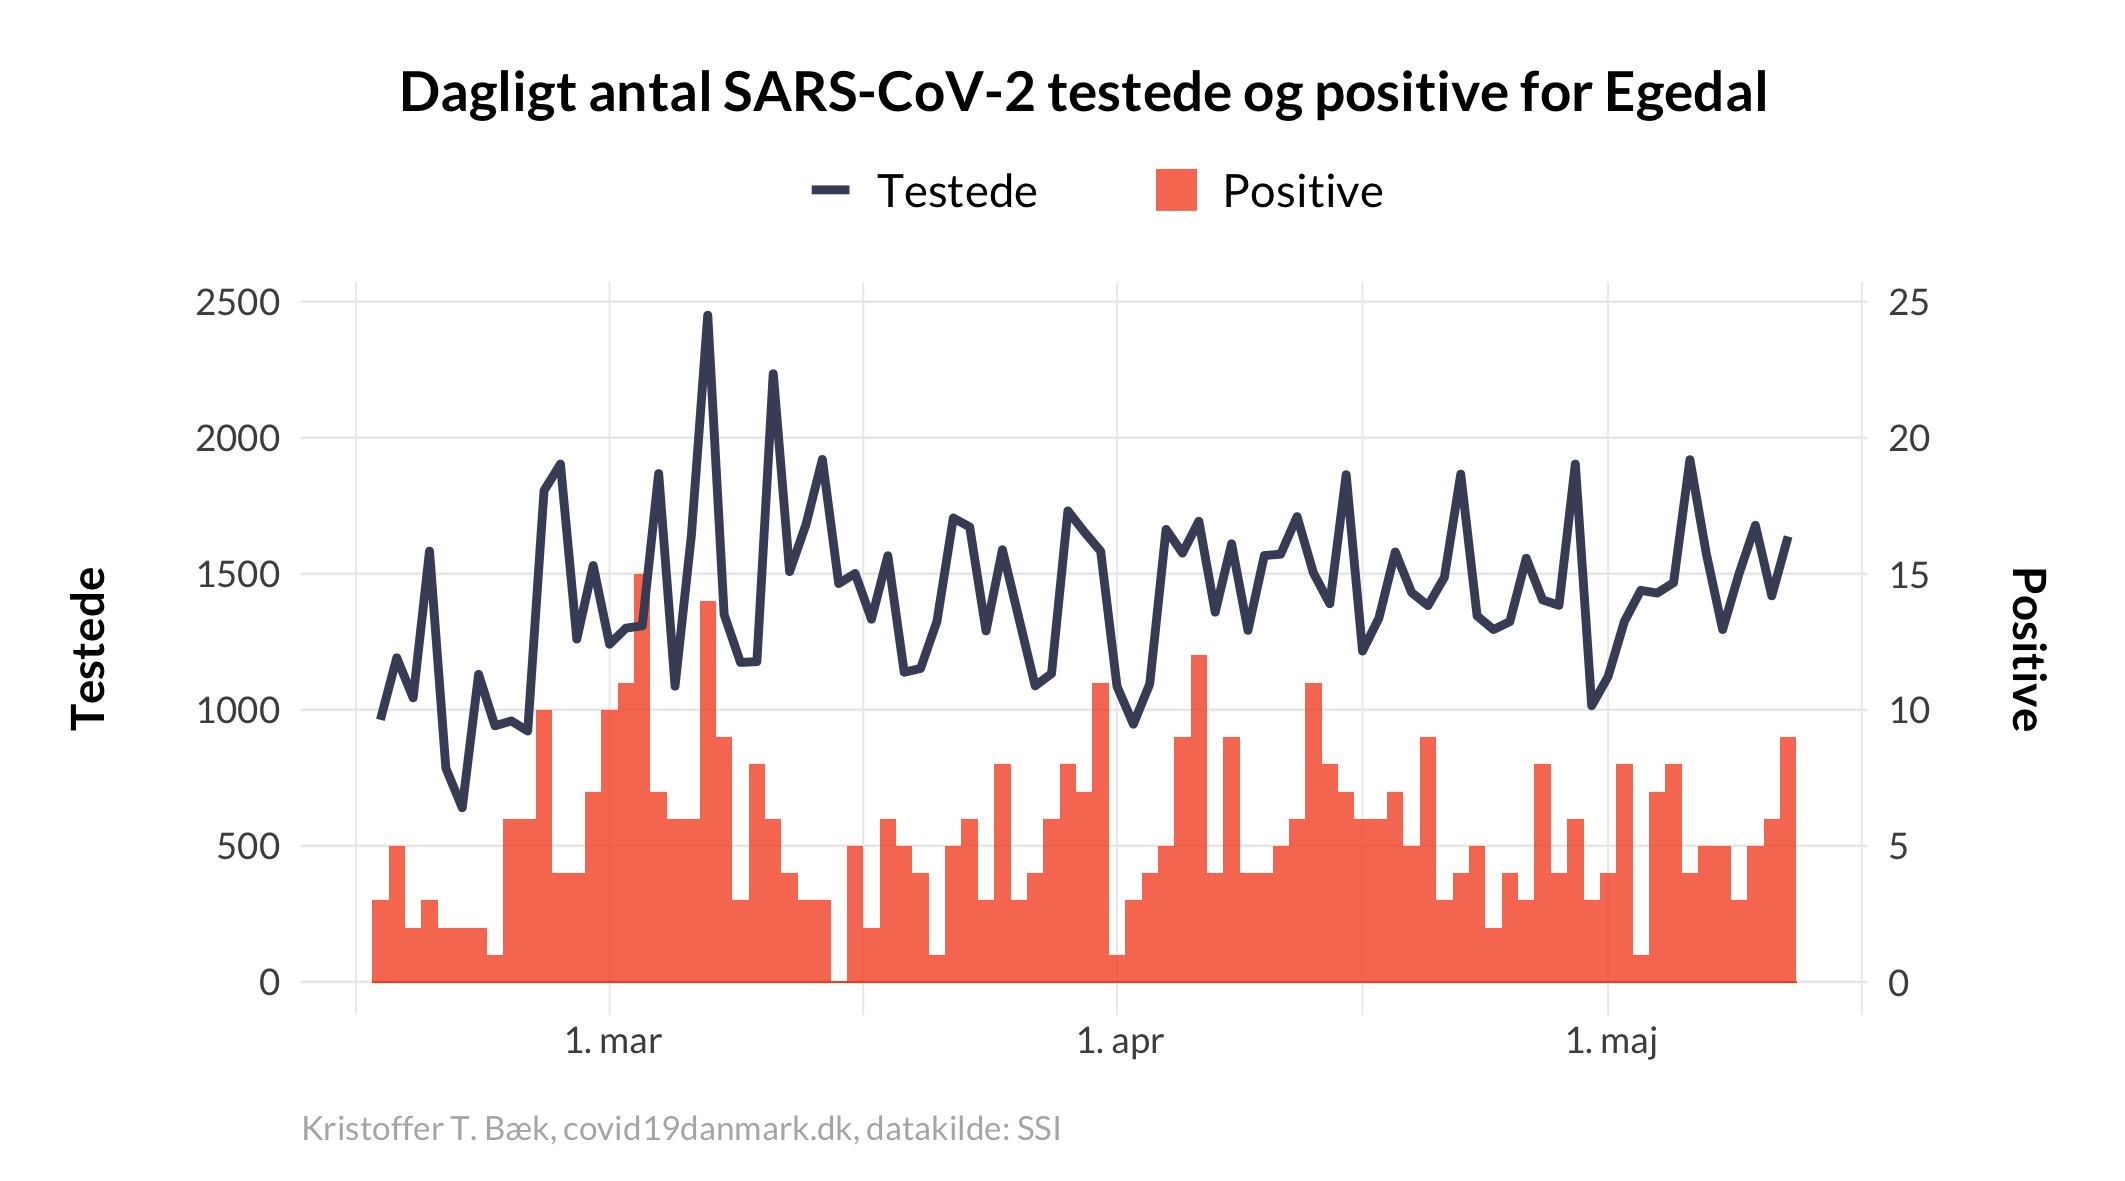 Dagligt antal SARS-CoV-2 testede og positive for Egedal
Testede Positive
2500 25
2000 20
1500 15
1000 10
500 5
0 0
Testede
Positive
1. mar 1. apr 1. maj
Kristoffer T. Bæk, covid19danmark.dk, datakilde: SSI